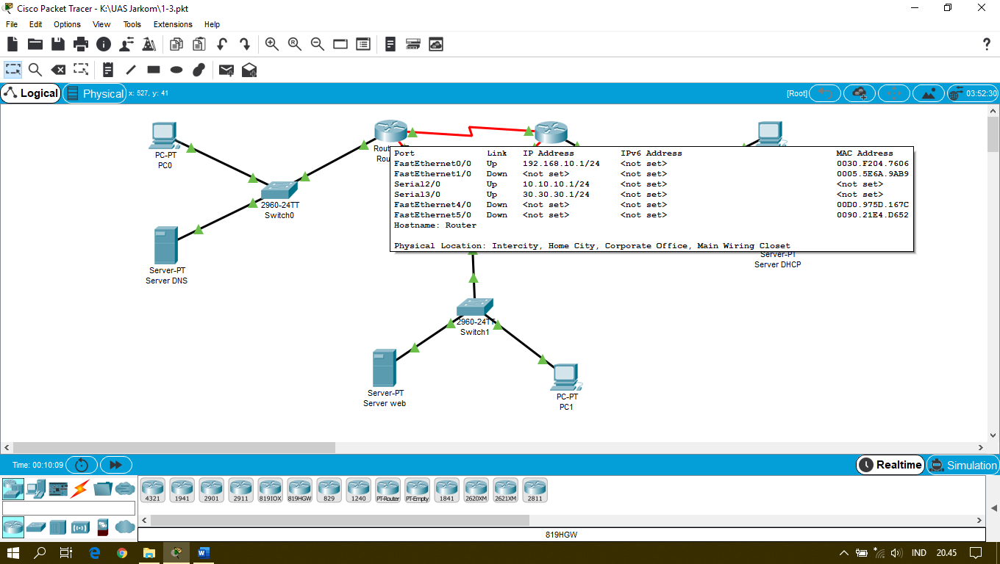 Cisco Packet Tracer - K:\UAS Jarkom\1-3.pkt
File Edit Options View Tools Extensions Help
?
Logical Physical x: 527, y: 41 [Root] 03:52:30
PC-PT
PC0
2960-24TT
Switch0
Server-PT
Server DNS
Rout
Rou
Port Link IP Address IPv6 Address MAC Address
FastEthernet0/0 Up 192.168.10.1/24 <not set> 0030.F204.7606
FastEthernet1/0 Down <not set> <not set> 0005.5E6A.9AB9
Serial2/0 Up 10.10.10.1/24 <not set> <not set>
Serial3/0 Up 30.30.30.1/24 <not set> <not set>
FastEthernet4/0 Down <not set> <not set> 00D0.975D.167C
FastEthernet5/0 Down <not set> <not set> 0090.21E4.D652
Hostname: Router
Physical Location: Intercity, Home City, Corporate Office, Main Wiring Closet
Server-PT
Server DHCP
2960-24TT
Switch1
Server-PT
Server web
PC-PT
PC1
Time: 00:10:09 Realtime Simulation
4321 1941 2901 2911 819IOX 819HGW 829 1240 PT-Router PT-Empty 1841 2620XM 2621XM 2811
819HGW
IND 20.45